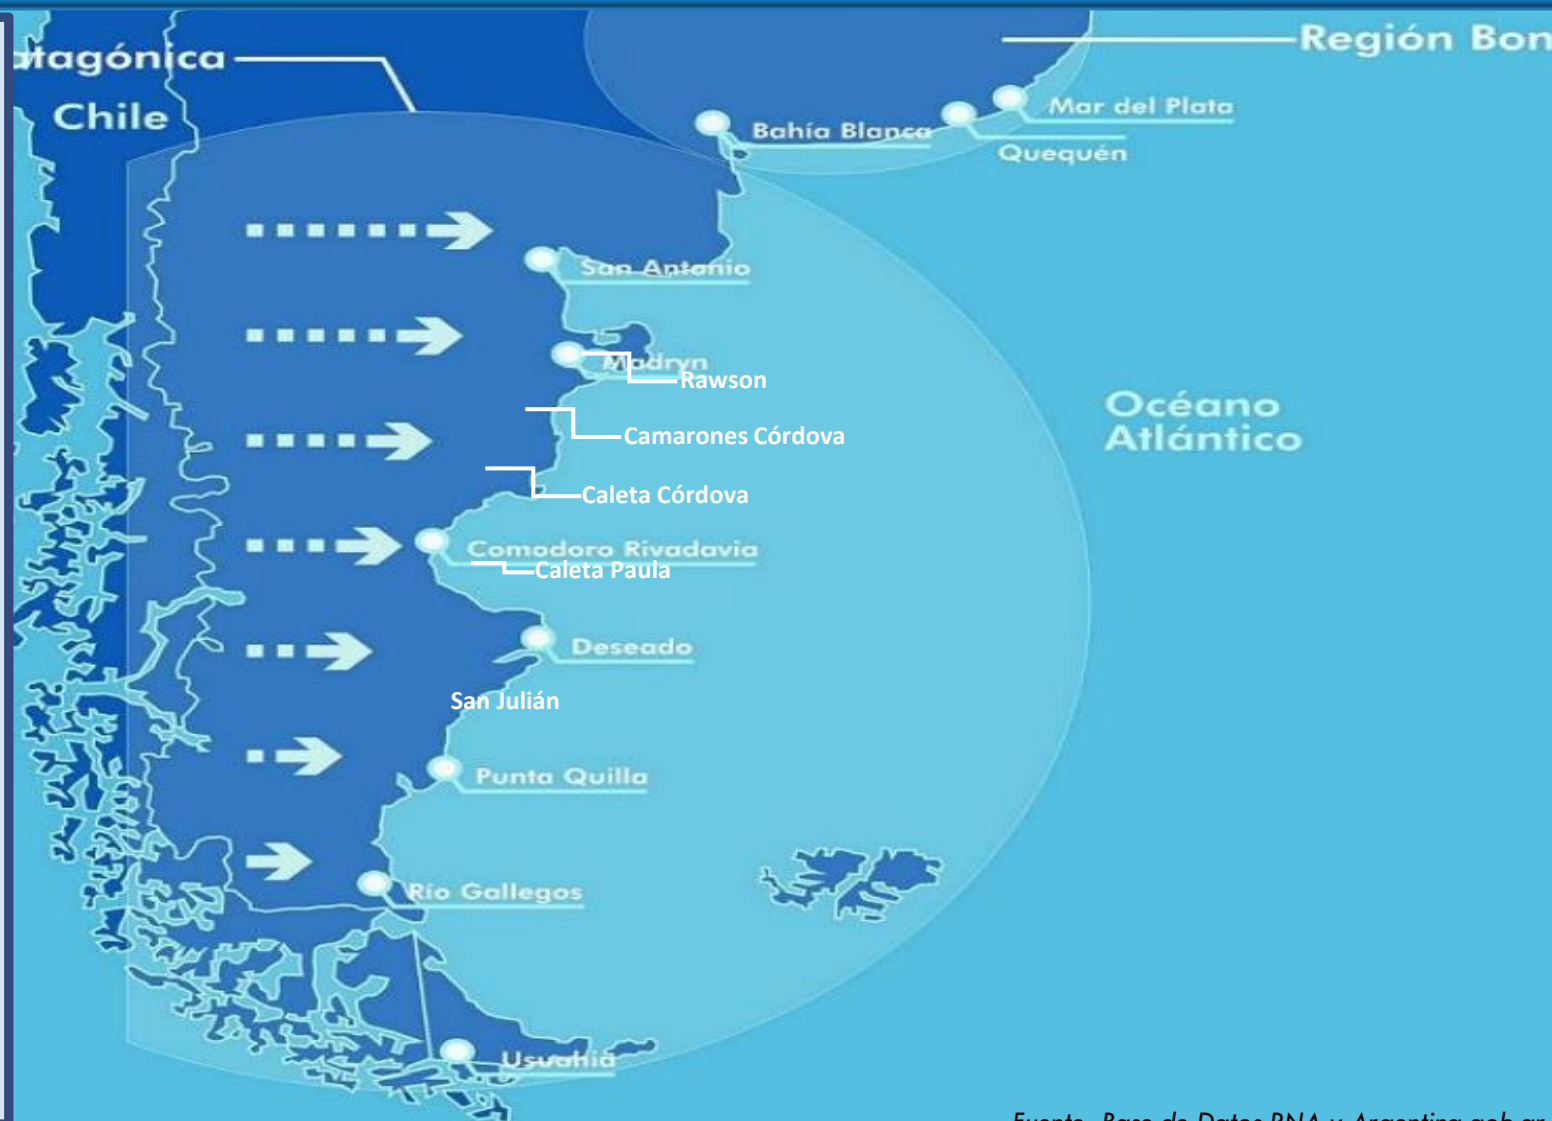 Región Bon
atagónica
Chile
Mar del Plata
Bahía Blanca
Quequén
San Antonio
Madryn
Rawson
Océano
Atlántico
Camarones Córdova
Caleta Córdova
Comodoro Rivadavia
Caleta Paula
Deseado
San Julián
Punta Quilla
Río Gallegos
Usuahiã